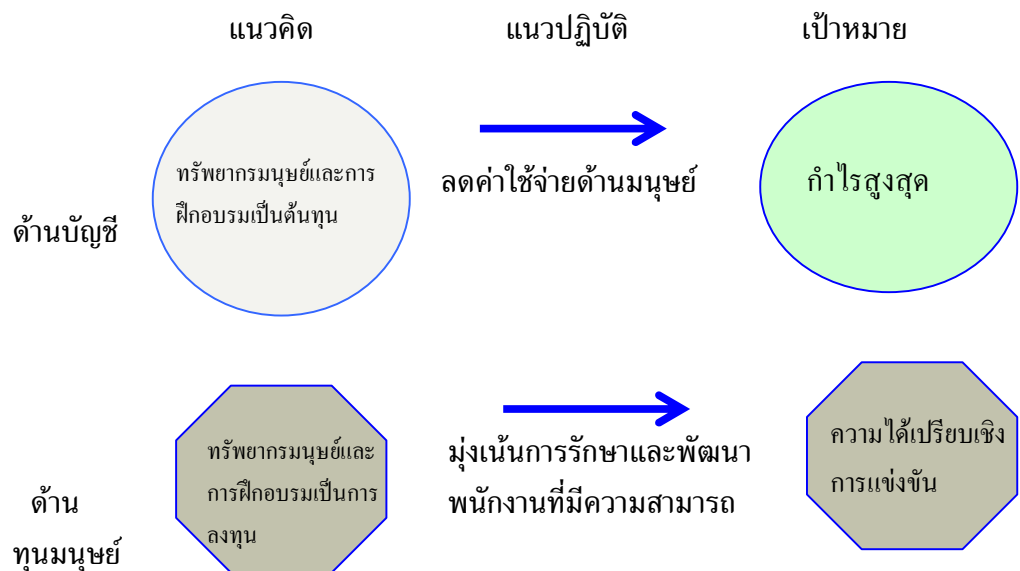 แนวคิด แนวปฏิบัติ เป้าหมาย
ทรัพยากรมนุษย์และการ
ฝึกอบรมเป็นต้นทุน
ลดค่าใช้จ่ายด้านมนุษย์
กำไรสูงสุด
ด้านบัญชี
ทรัพยากรมนุษย์และ
การฝึกอบรมเป็นการ
ลงทุน
มุ่งเน้นการรักษาและพัฒนา
พนักงานที่มีความสามารถ
ความได้เปรียบเชิง
การแข่งขัน
ด้าน
ทุนมนุษย์